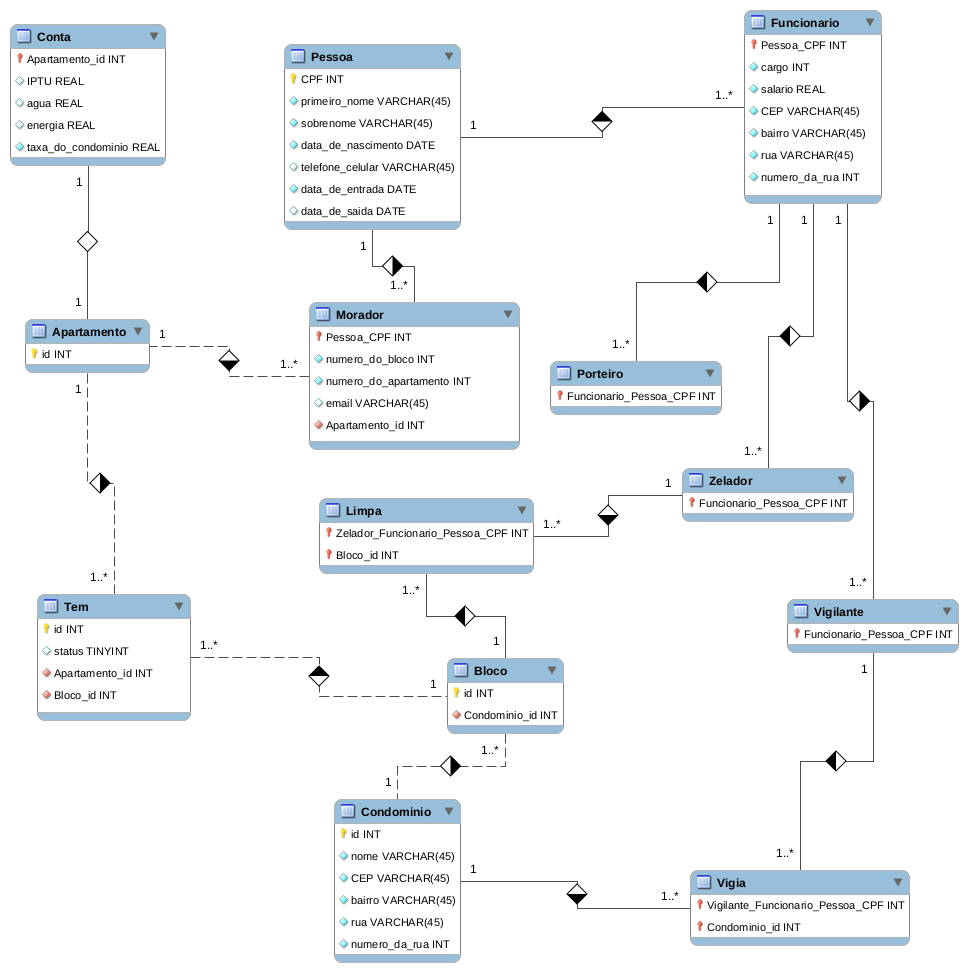 Conta
Apartamento_id INT
IPTU REAL
agua REAL
energia REAL
taxa_do_condominio REAL
Pessoa
CPF INT
primeiro_nome VARCHAR(45)
sobrenome VARCHAR(45)
data_de_nascimento DATE
telefone_celular VARCHAR(45)
data_de_entrada DATE
data_de_saida DATE
Funcionario
Pessoa_CPF INT
cargo INT
salario REAL
CEP VARCHAR(45)
bairro VARCHAR(45)
rua VARCHAR(45)
numero_da_rua INT
1
1..*
1
1
1
1..*
1
1
1
1
1..*
Apartamento
id INT
1
1..*
1
Morador
Pessoa_CPF INT
numero_do_bloco INT
numero_do_apartamento INT
email VARCHAR(45)
Apartamento_id INT
Porteiro
Funcionario_Pessoa_CPF INT
1..*
Zelador
Funcionario_Pessoa_CPF INT
1
1..*
Limpa
Zelador_Funcionario_Pessoa_CPF INT
Bloco_id INT
1..*
1
1..*
Tem
id INT
status TINYINT
Apartamento_id INT
Bloco_id INT
1..*
1
1..*
Vigilante
Funcionario_Pessoa_CPF INT
1
Bloco
id INT
Condominio_id INT
1..*
1
Condominio
id INT
nome VARCHAR(45)
CEP VARCHAR(45)
bairro VARCHAR(45)
rua VARCHAR(45)
numero_da_rua INT
1
1..*
1..*
Vigia
Vigilante_Funcionario_Pessoa_CPF INT
Condominio_id INT